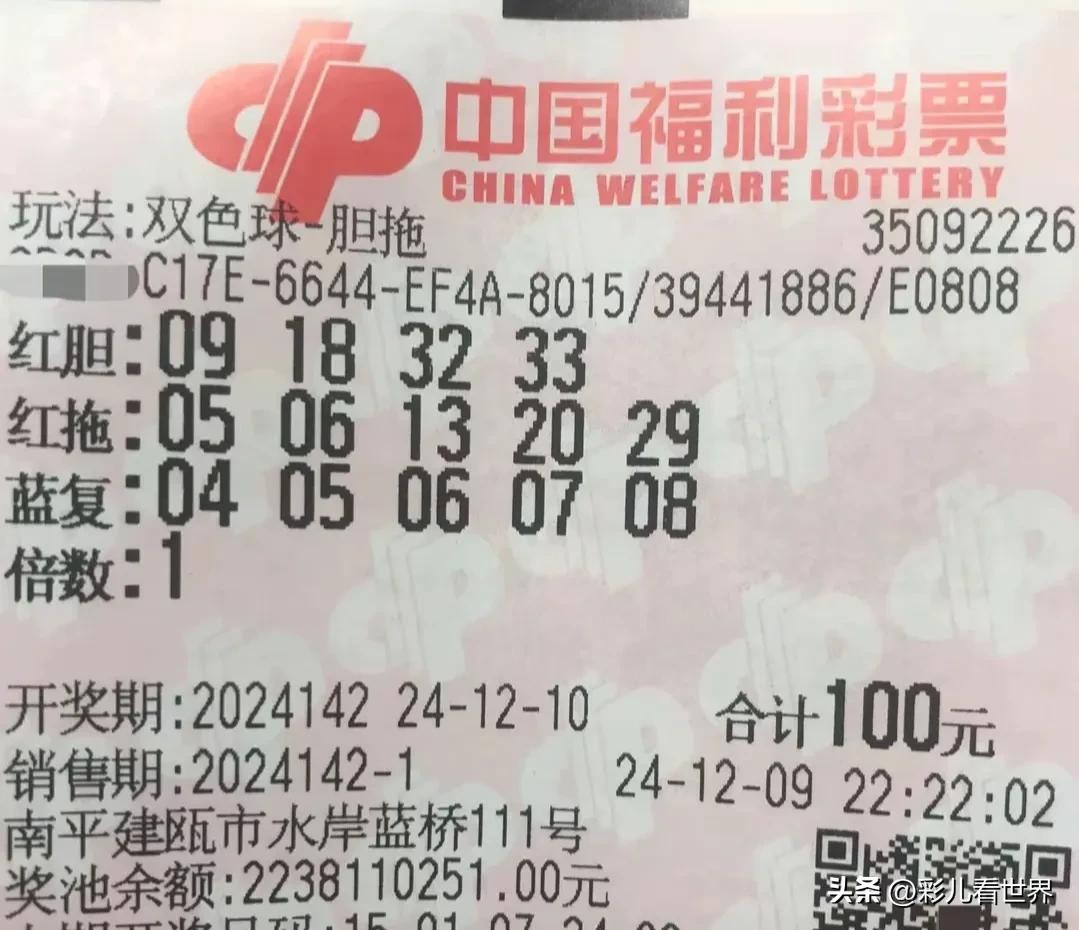 中国福利彩票
CHINA WELFARE LOTTERY
玩法:双色球-胆拖 35092226
C17E-6644-EF4A-8015/39441886/E0808
红胆:09 18 32 33
红拖:05 06 13 20 29
蓝复:04 05 06 07 08
倍数:1
开奖期:2024142 24-12-10 合计100元
销售期:2024142-1 24-12-09 22:22:02
南平建瓯市水岸蓝桥111号
奖池余额:2238110251.00元
头条 @彩儿看世界